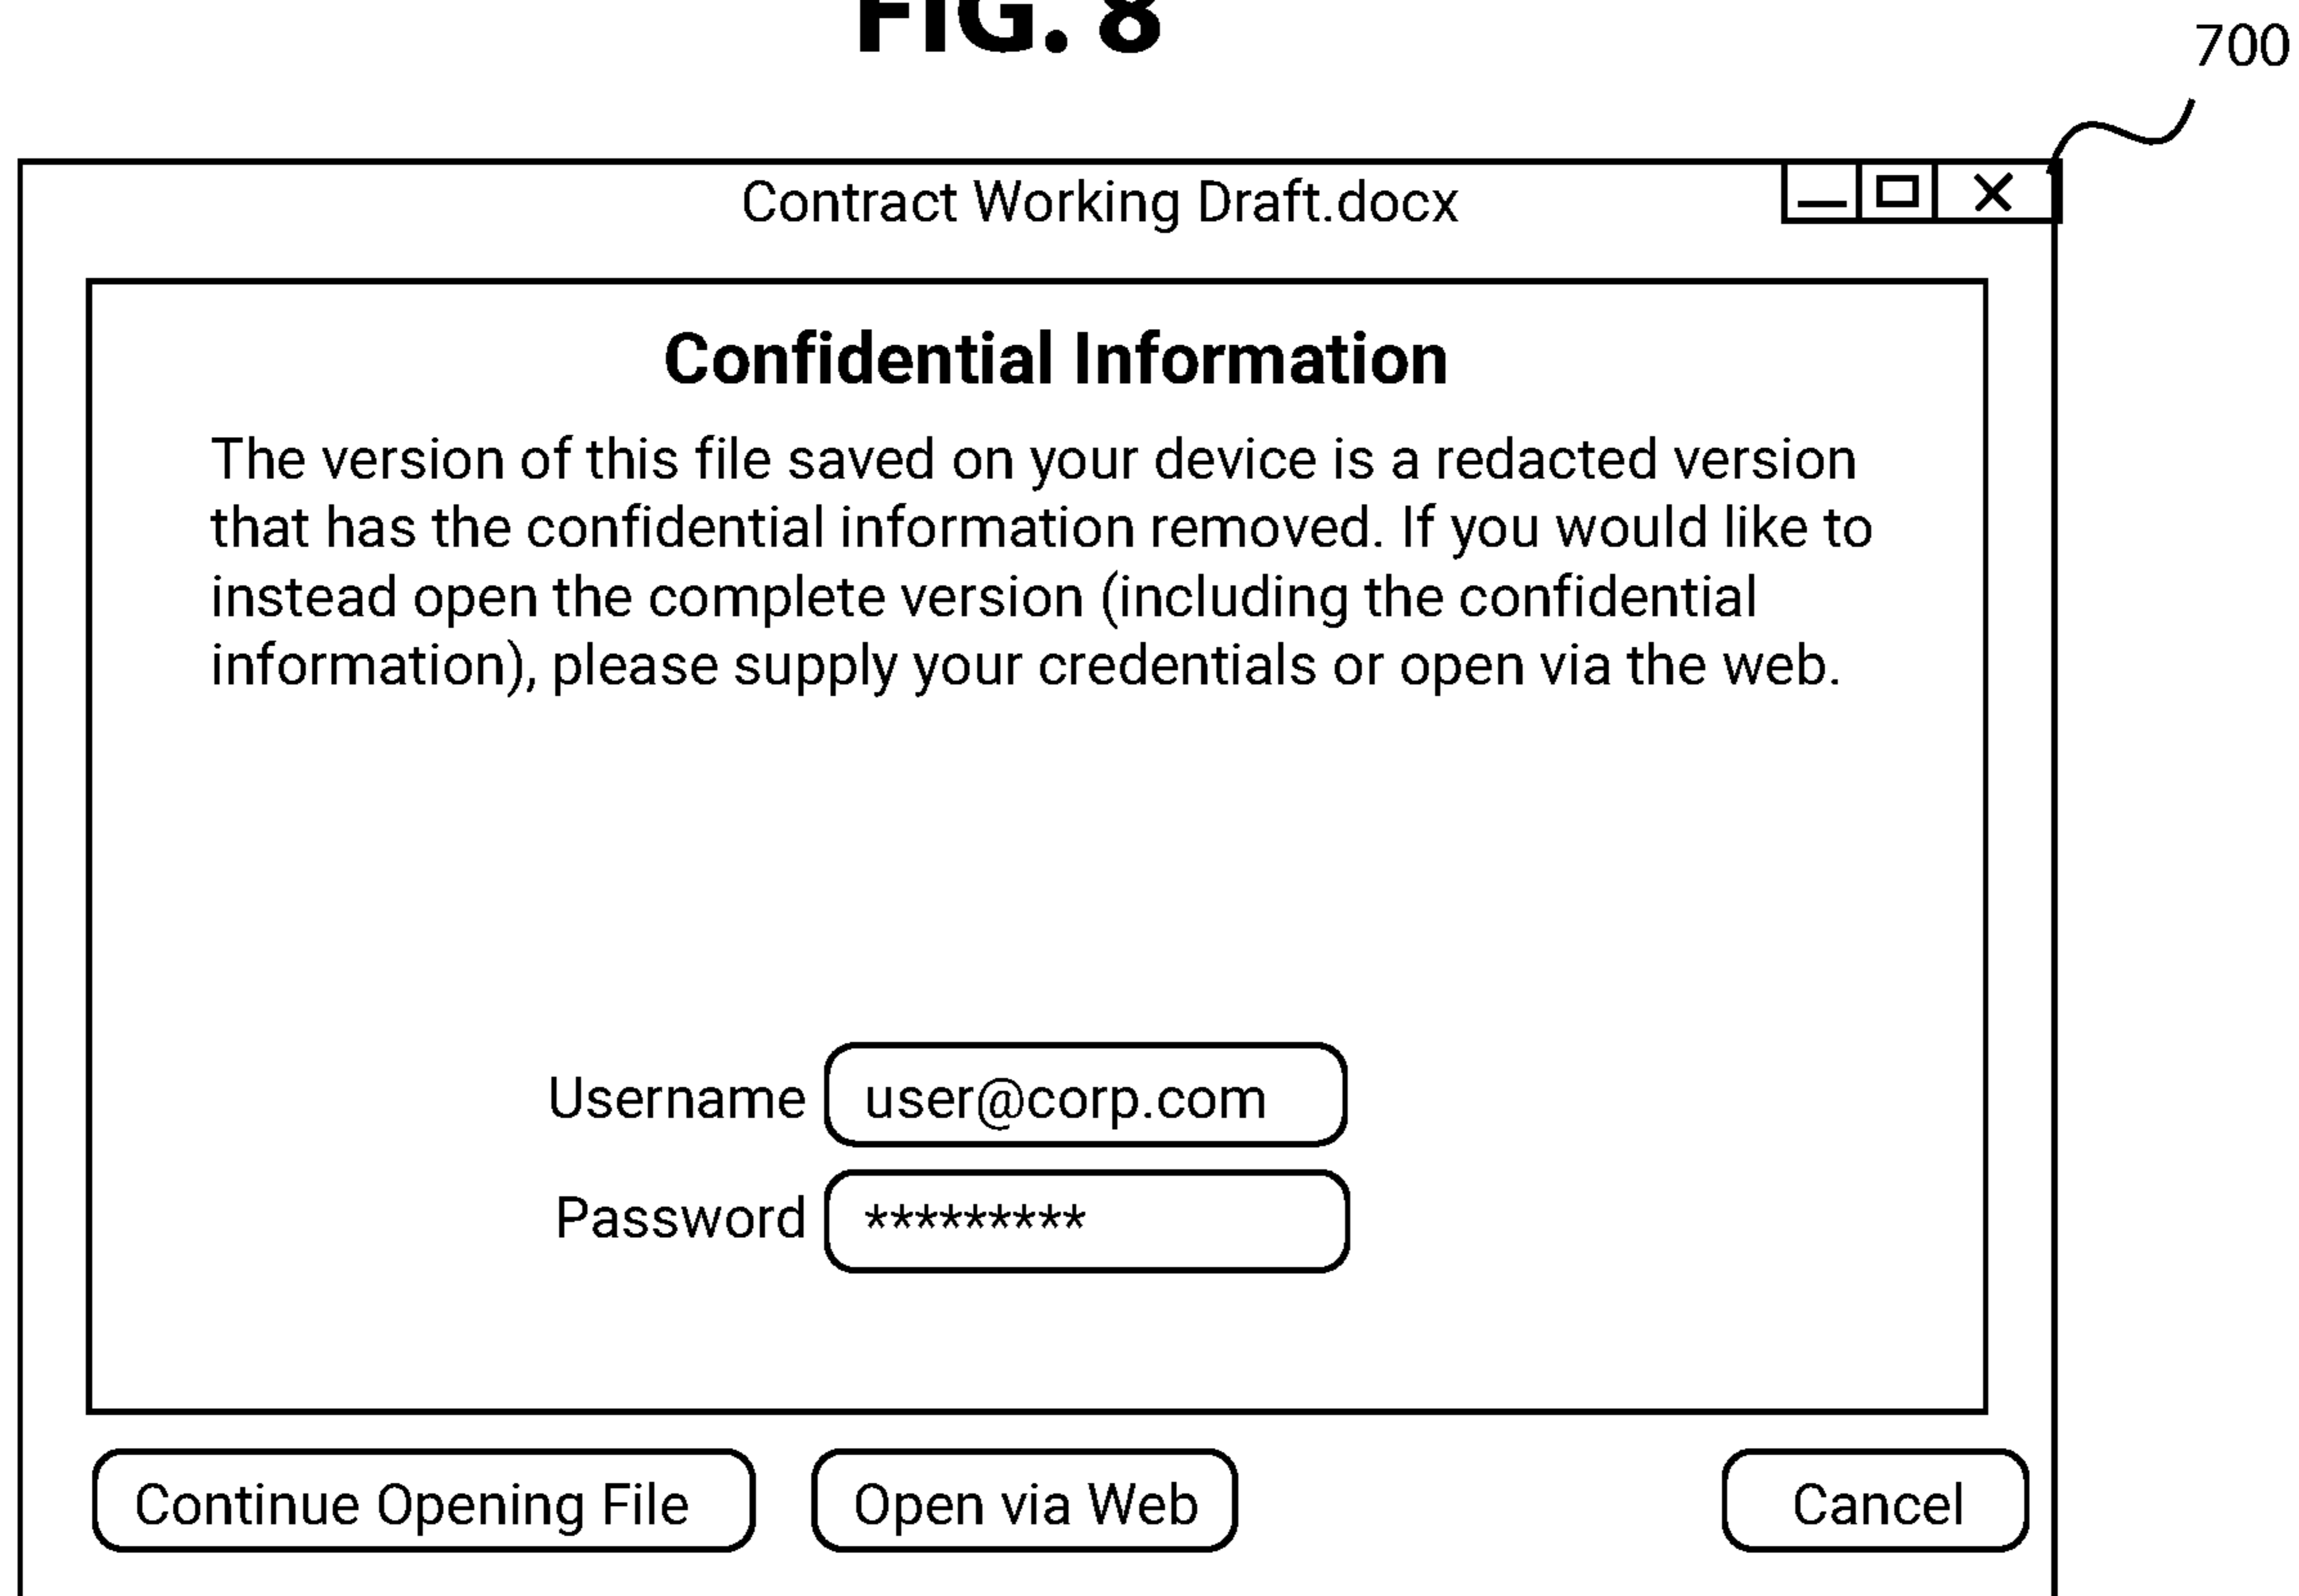 FIG. 8
700
Contract Working Draft.docx
Confidential Information
The version of this file saved on your device is a redacted version
that has the confidential information removed. If you would like to
instead open the complete version (including the confidential
information), please supply your credentials or open via the web.
Username user@corp.com
Password *********
Continue Opening File Open via Web Cancel